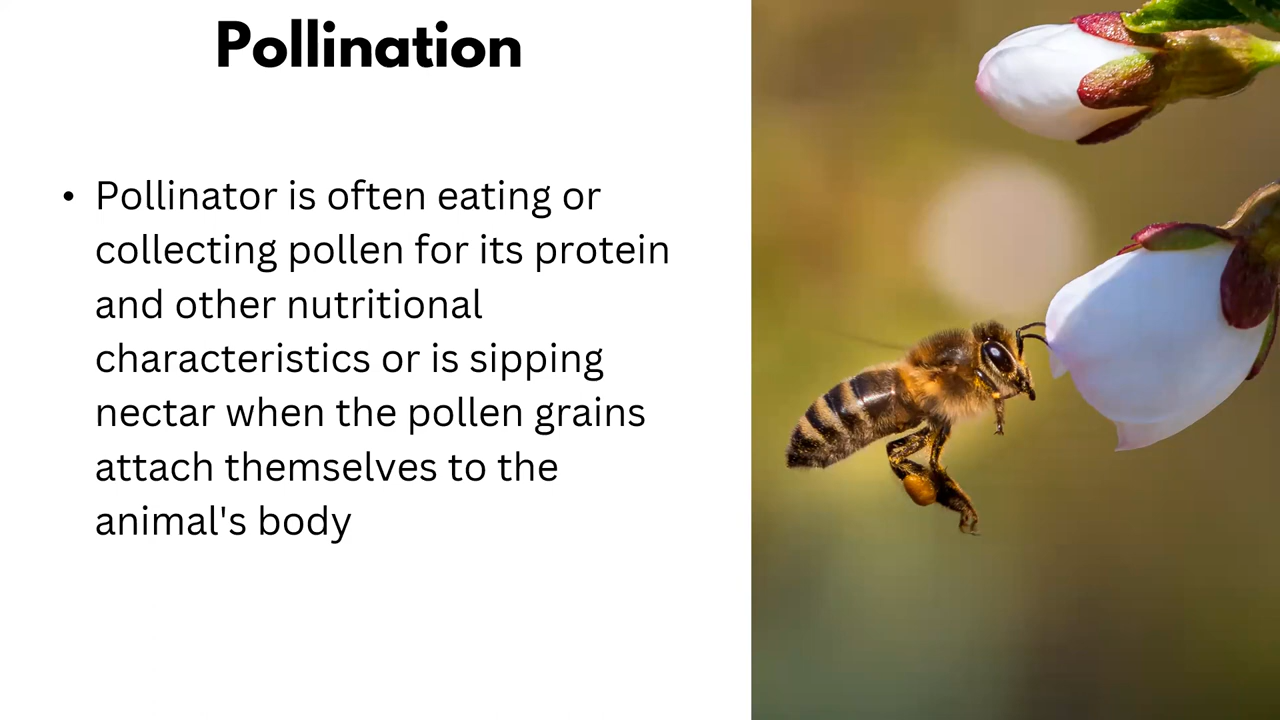 Pollination
• Pollinator is often eating or
collecting pollen for its protein
and other nutritional
characteristics or is sipping
nectar when the pollen grains
attach themselves to the
animal's body